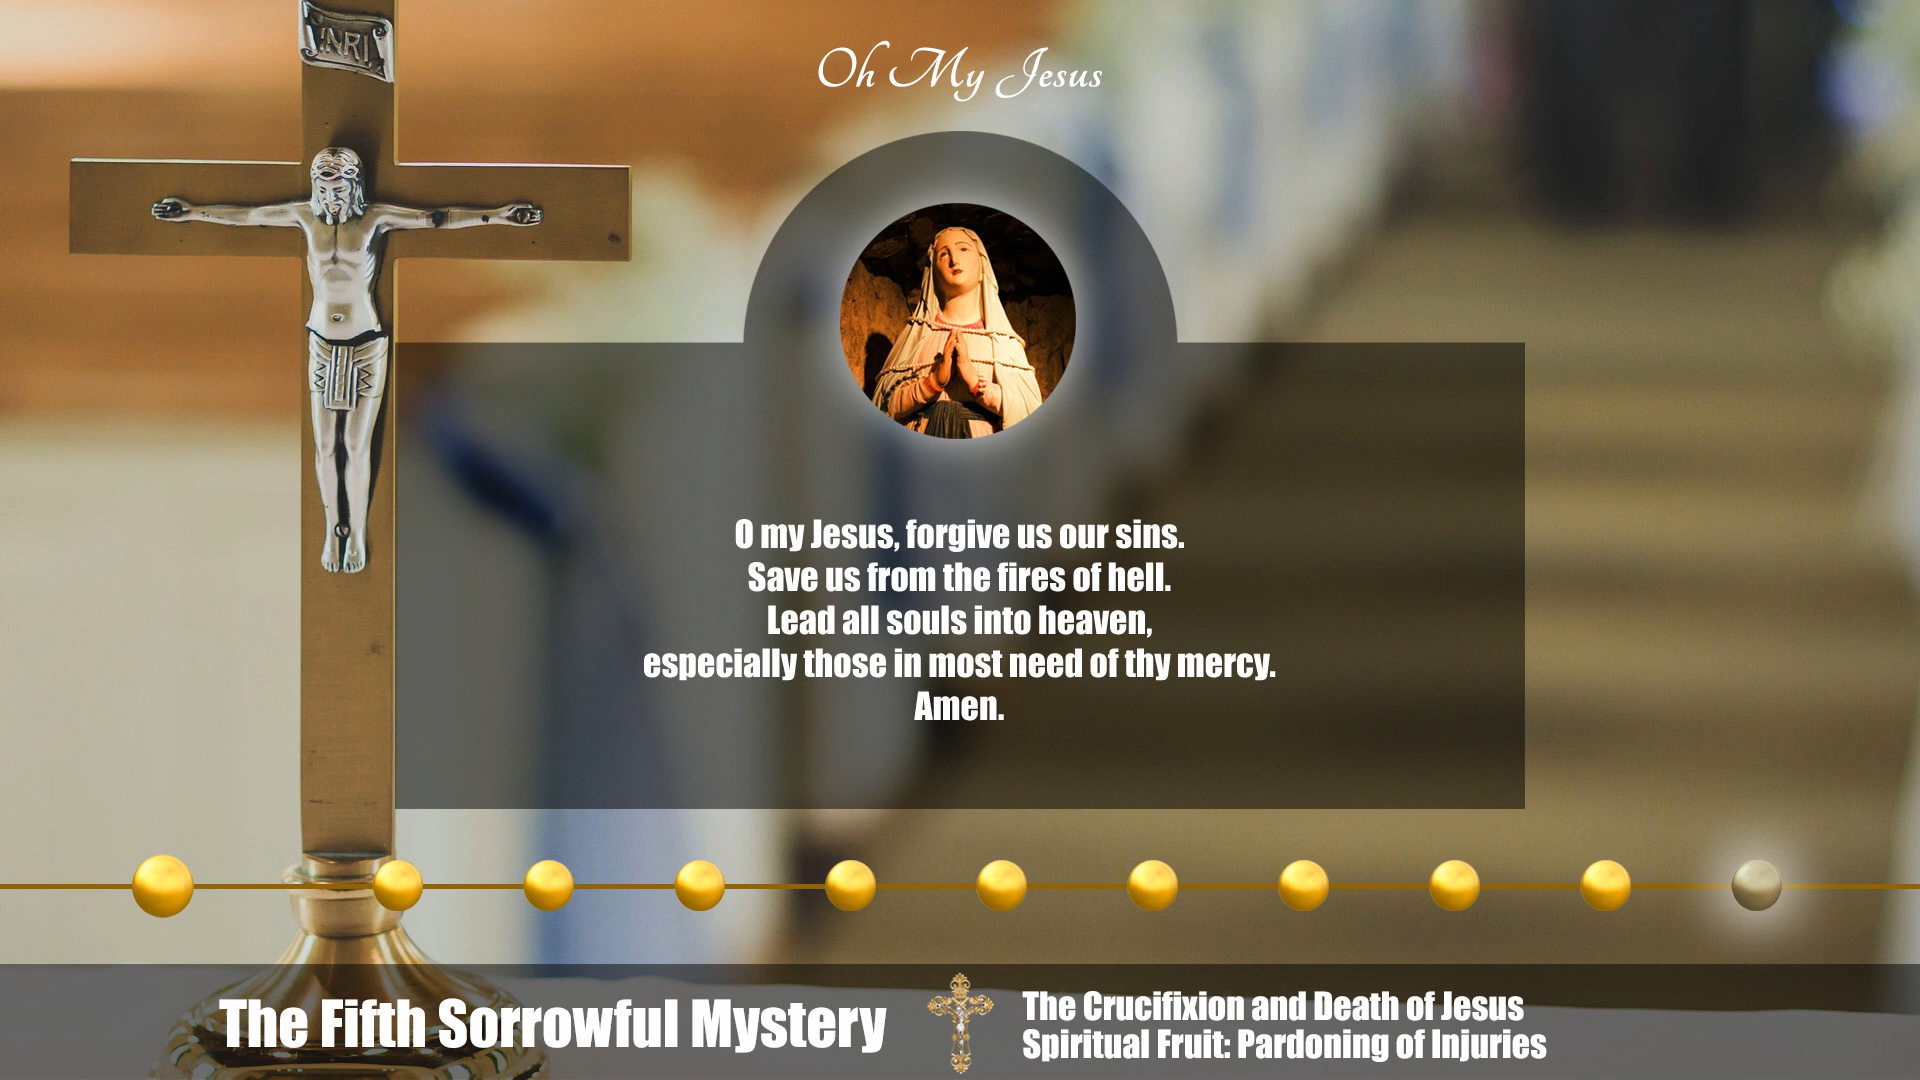 INRI
Oh My Jesus
O my Jesus, forgive us our sins.
Save us from the fires of hell.
Lead all souls into heaven,
especially those in most need of thy mercy.
Amen.
The Fifth Sorrowful Mystery
The Crucifixion and Death of Jesus
Spiritual Fruit: Pardoning of Injuries